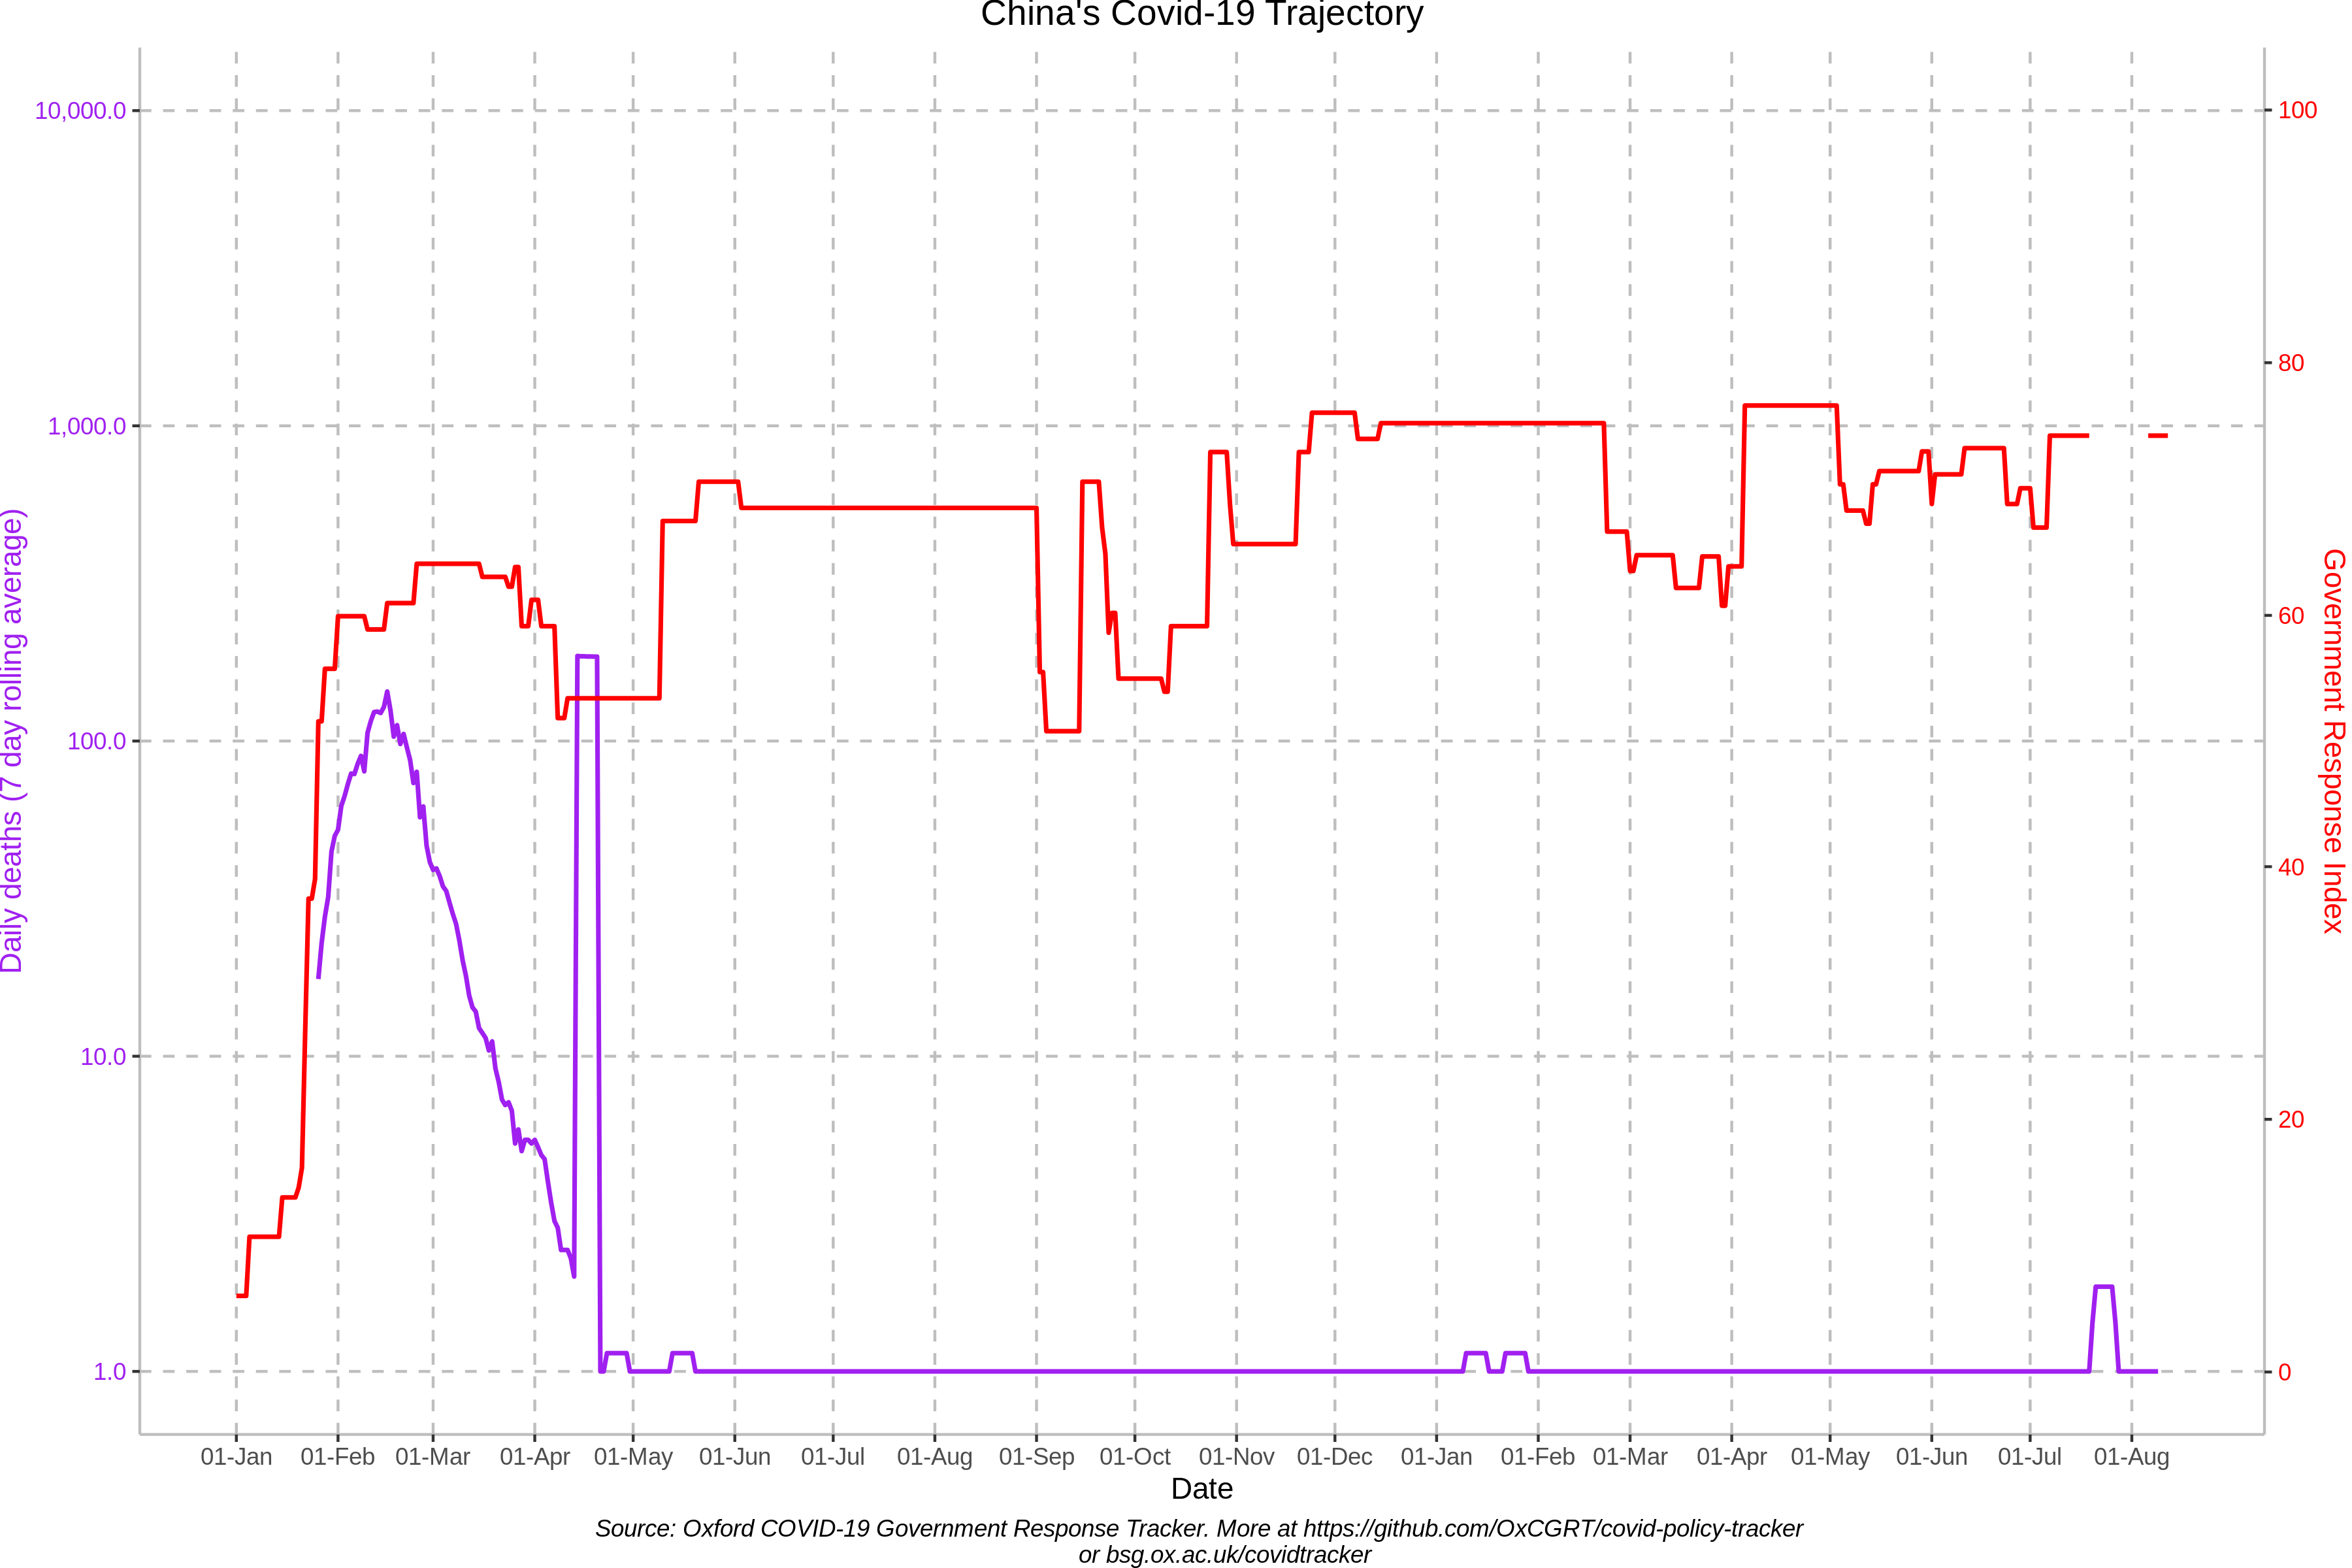 China's Covid-19 Trajectory
10,000.0
1,000.0
100.0
10.0
1.0
Daily deaths (7 day rolling average)
100
80
60
40
20
0
Government Response Index
01-Jan 01-Feb 01-Mar 01-Apr 01-May 01-Jun 01-Jul 01-Aug 01-Sep 01-Oct 01-Nov 01-Dec 01-Jan 01-Feb 01-Mar 01-Apr 01-May 01-Jun 01-Jul 01-Aug
Date
Source: Oxford COVID-19 Government Response Tracker. More at https://github.com/OxCGRT/covid-policy-tracker
or bsg.ox.ac.uk/covidtracker